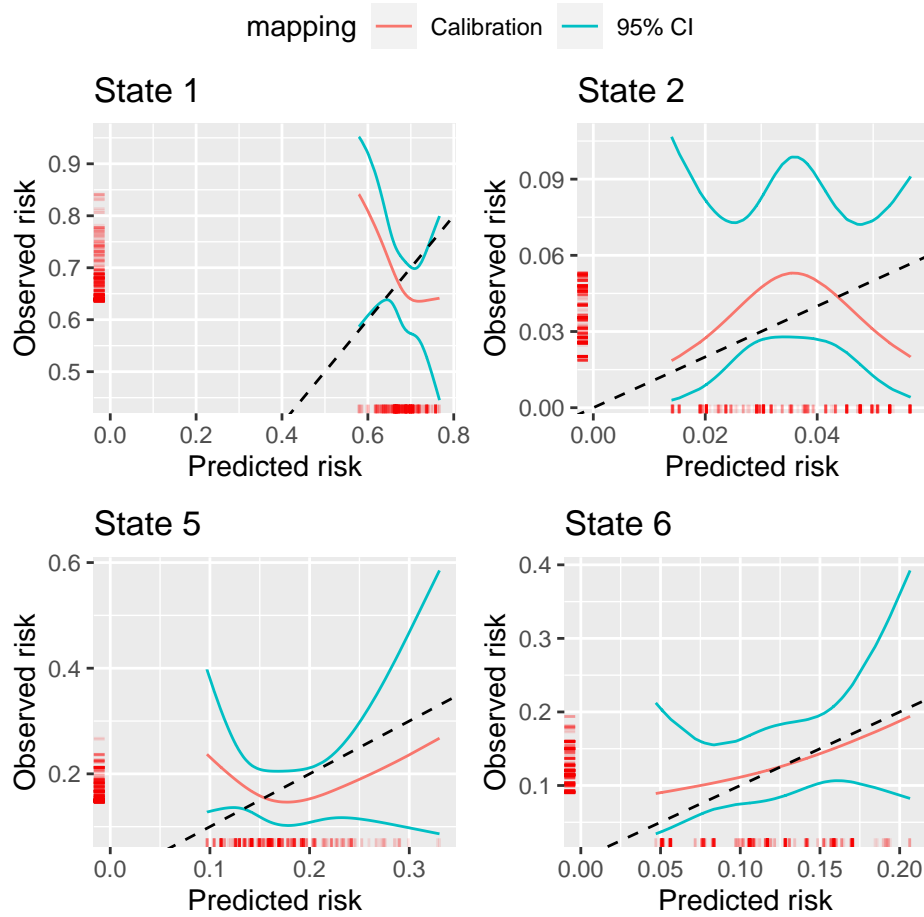 mapping Calibration 95% CI
State 1
State 2
Observed risk
0.9
0.8
0.7
0.6
0.5
0.0 0.2 0.4 0.6 0.8
Predicted risk
Observed risk
0.09
0.06
0.03
0.00
0.00 0.02 0.04
Predicted risk
State 5
State 6
Observed risk
0.6
0.4
0.2
0.0 0.1 0.2 0.3
Predicted risk
Observed risk
0.4
0.3
0.2
0.1
0.00 0.05 0.10 0.15 0.20
Predicted risk